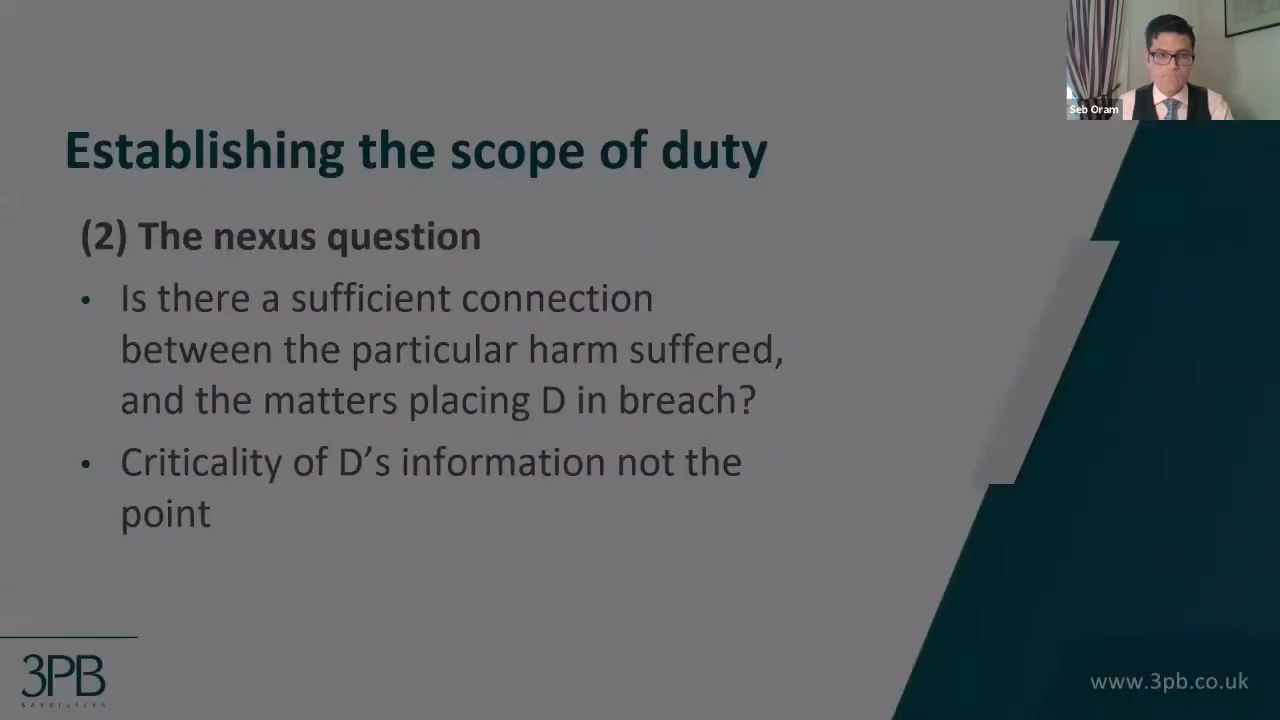 Seb Oram
Establishing the scope of duty
(2) The nexus question
• Is there a sufficient connection
between the particular harm suffered,
and the matters placing D in breach?
• Criticality of D’s information not the
point
3PB
BARRISTERS
www.3pb.co.uk